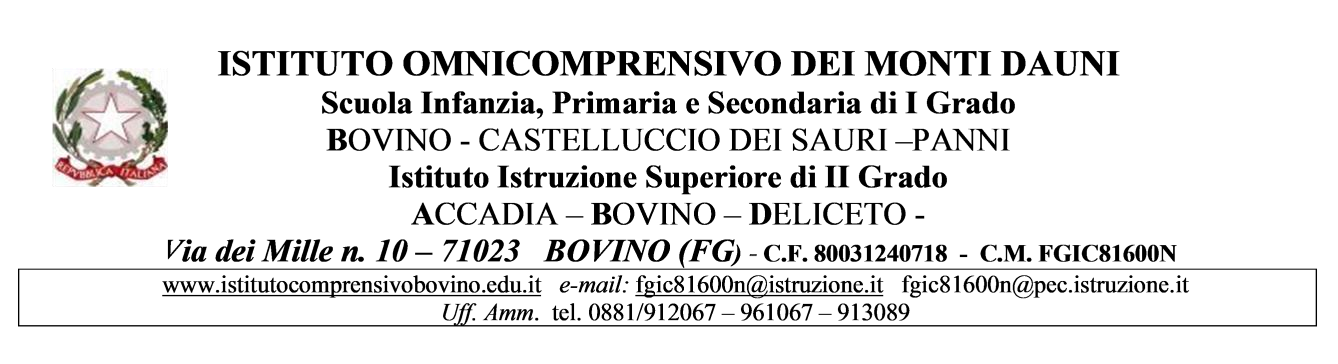 ISTITUTO OMNICOMPRENSIVO DEI MONTI DAUNI
Scuola Infanzia, Primaria e Secondaria di I Grado
BOVINO - CASTELLUCCIO DEI SAURI –PANNI
Istituto Istruzione Superiore di II Grado
ACCADIA – BOVINO – DELICETO -
Via dei Mille n. 10 – 71023 BOVINO (FG) - C.F. 80031240718 - C.M. FGIC81600N
www.istitutocomprensivobovino.edu.it e-mail: fgic81600n@istruzione.it fgic81600n@pec.istruzione.it
Uff. Amm. tel. 0881/912067 – 961067 – 913089
REPVBBLICA ITALIANA